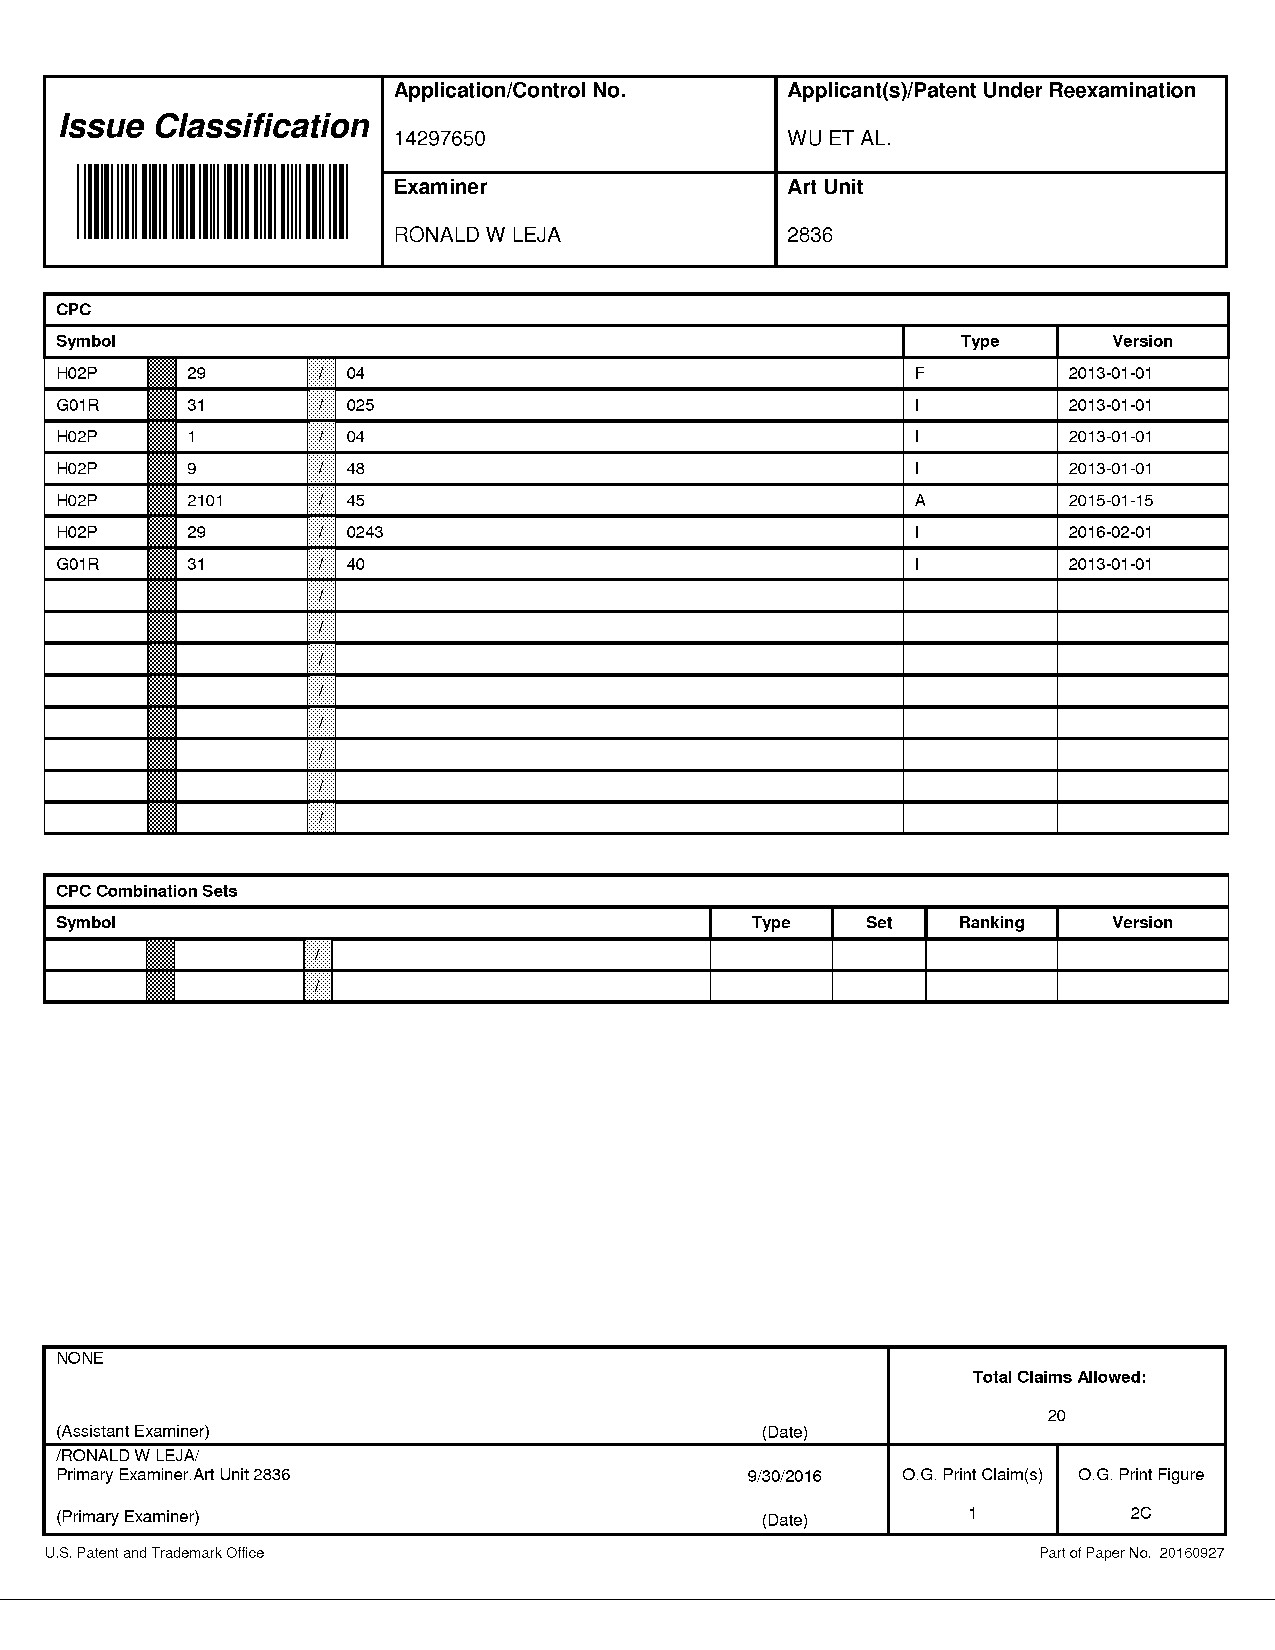 Issue Classification
Application/Control No.
14297650
Applicant(s)/Patent Under Reexamination
WU ET AL.
Examiner
RONALD W LEJA
Art Unit
2836
CPC
Symbol Type Version
H02P 29 / 04 F 2013-01-01
G01R 31 / 025 I 2013-01-01
H02P 1 / 04 I 2013-01-01
H02P 9 / 48 I 2013-01-01
H02P 2101 / 45 A 2015-01-15
H02P 29 / 0243 I 2016-02-01
G01R 31 / 40 I 2013-01-01
/
/
/
/
/
/
/
/
CPC Combination Sets
Symbol Type Set Ranking Version
/
/
NONE
(Assistant Examiner) (Date)
Total Claims Allowed:
20
/RONALD W LEJA/
Primary Examiner.Art Unit 2836 9/30/2016
(Primary Examiner) (Date)
O.G. Print Claim(s) O.G. Print Figure
1 2C
U.S. Patent and Trademark Office Part of Paper No. 20160927